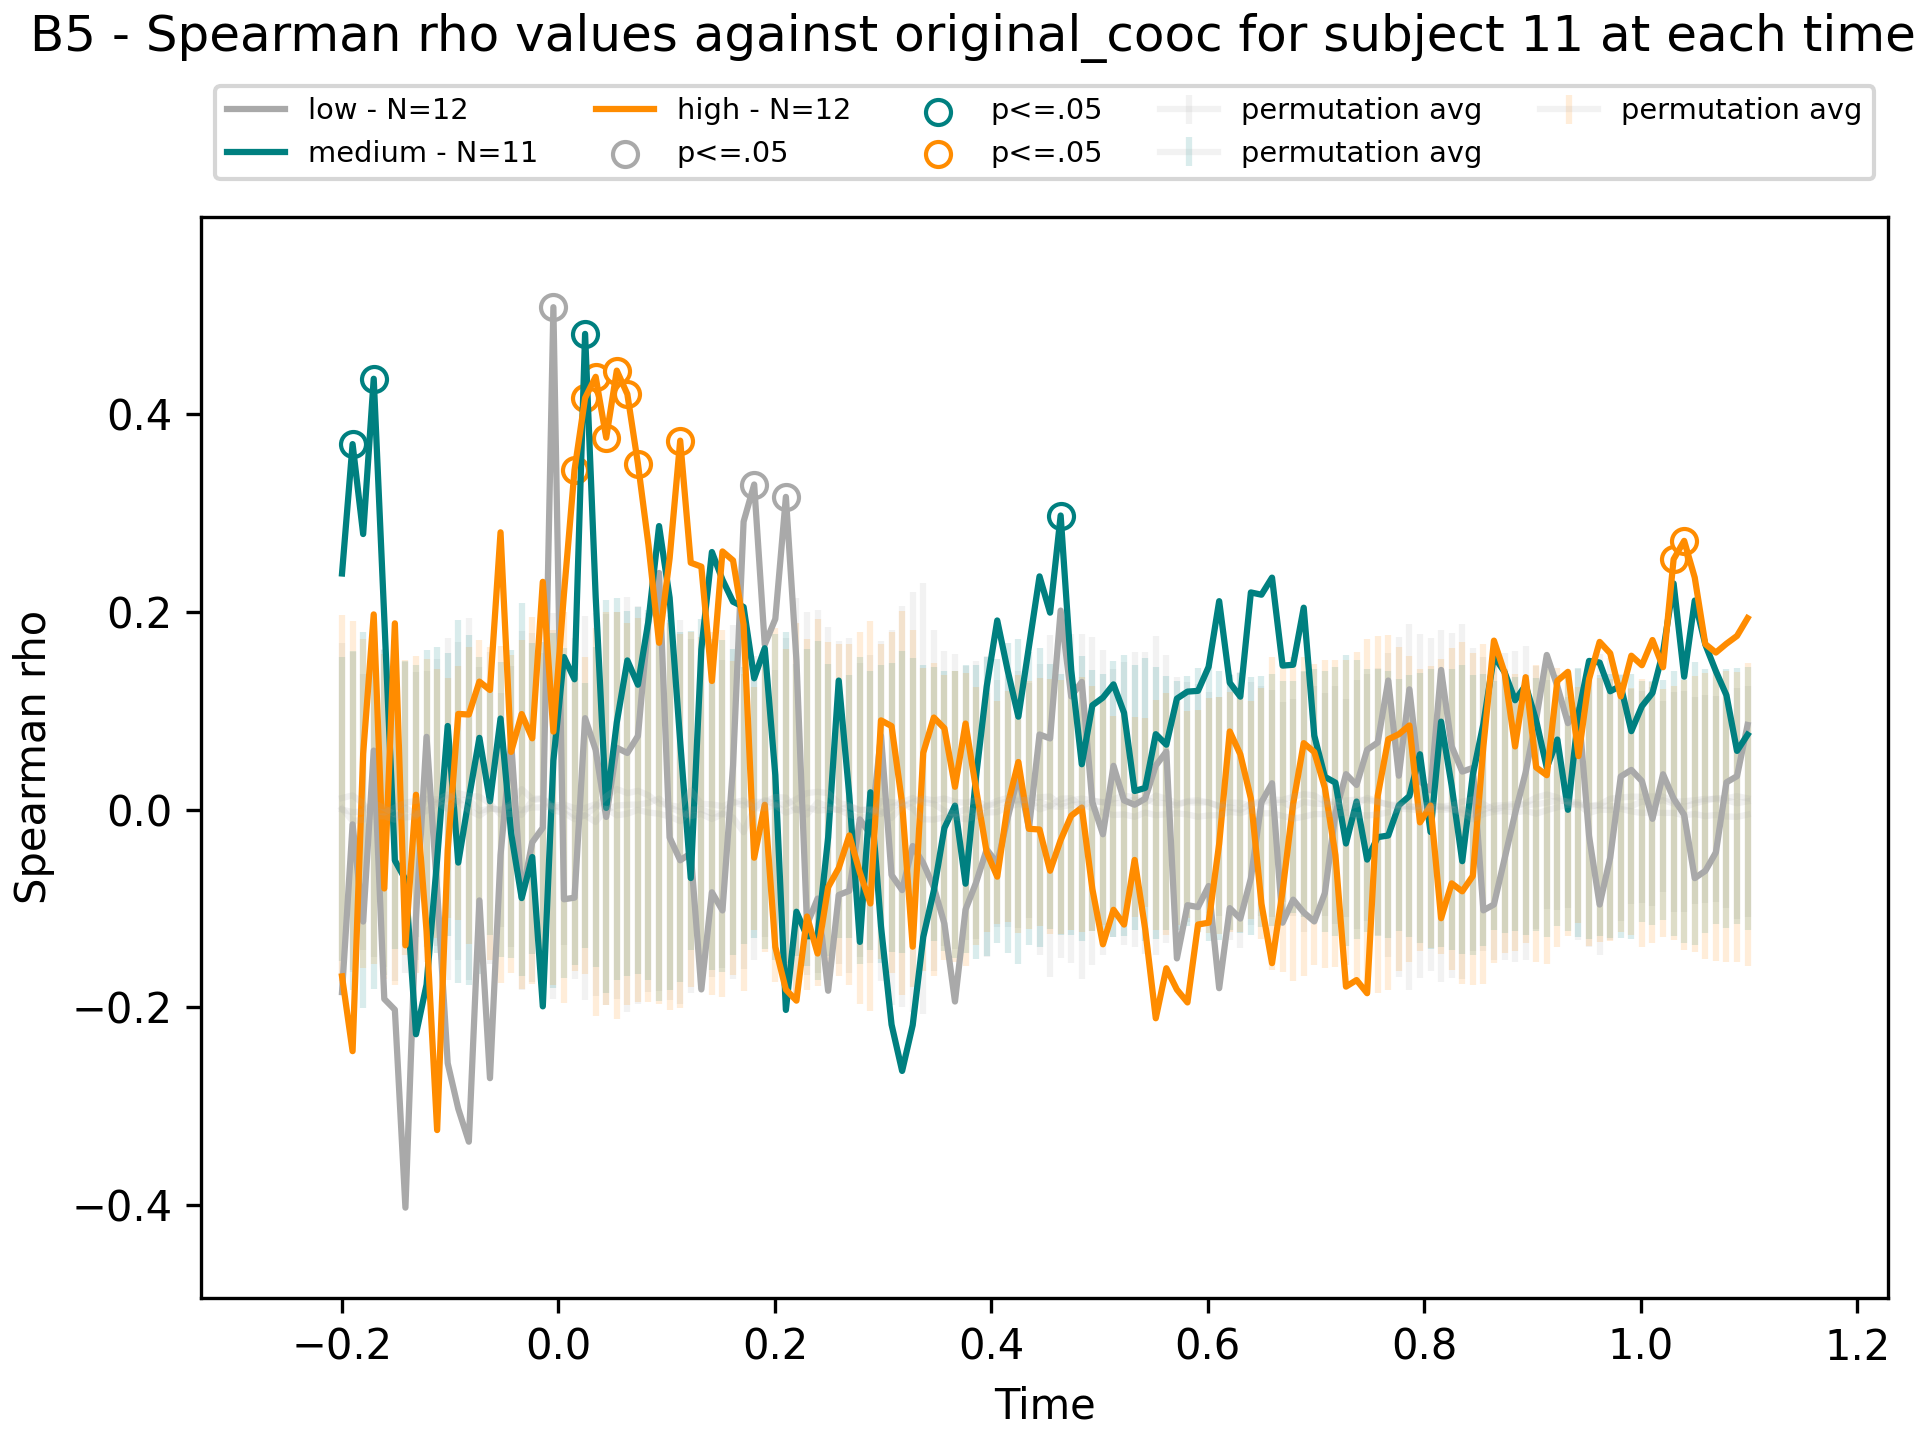 B5 - Spearman rho values against original_cooc for subject 11 at each time
low - N=12
medium - N=11
high - N=12
p<=.05
p<=.05
p<=.05
permutation avg
permutation avg
permutation avg
Spearman rho
0.4
0.2
0.0
−0.2
−0.4
−0.2 0.0 0.2 0.4 0.6 0.8 1.0 1.2
Time